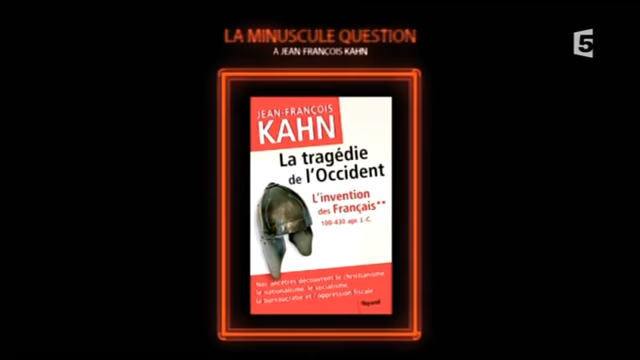 LA MINUSCULE QUESTION
A JEAN-FRANÇOIS KAHN
5
JEAN-FRANÇOIS
KAHN
La tragédie
de l'Occident
L'invention
des Français**
100-430 apr. J.-C.
Nos ancêtres découvrent le christianisme
le nationalisme, le socialisme,
la bureaucratie et l'oppression fiscale
Fayard